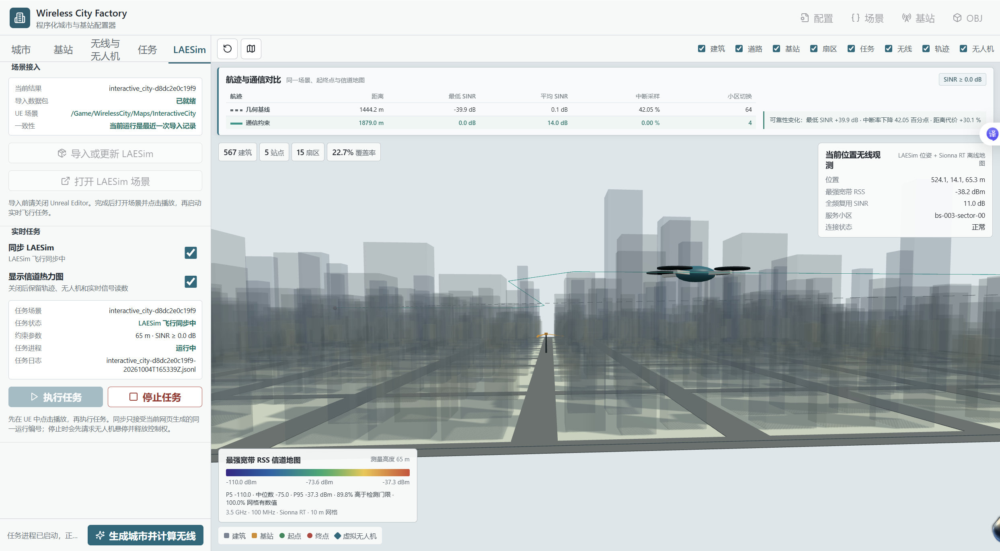 Wireless City Factory
程序化城市与基站配置器
配置
场景
基站
OBJ
城市
基站
无线与
无人机
任务
LAESim
建筑
道路
基站
扇区
任务
无线
轨迹
无人机
场景接入
当前结果 interactive_city-d8dc2e0c19f9
导入数据包 已就绪
UE 场景 /Game/WirelessCity/Maps/InteractiveCity
一致性 当前运行是最近一次导入记录
导入或更新 LAESim
打开 LAESim 场景
导入前请关闭 Unreal Editor。完成后打开场景并点击播放，再启动
实时飞行任务。
实时任务
同步 LAESim
LAESim 飞行同步中
显示信道热力图
关闭后保留轨迹、无人机和实时信号读数
任务场景 interactive_city-d8dc2e0c19f9
任务状态 LAESim 飞行同步中
约束参数 65 m · SINR ≥ 0.0 dB
任务进程 运行中
任务日志 interactive_city-d8dc2e0c19f9-
20261004T165339Z.jsonl
执行任务
停止任务
先在 UE 中点击播放，再执行任务。同步只接受当前网页生成的同
一运行编号；停止时会先请求无人机悬停并释放控制权。
任务进程已启动，正...
生成城市并计算无线
航迹与通信对比 同一场景、起终点与信道地图
SINR ≥ 0.0 dB
航迹 距离 最低 SINR 平均 SINR 中断采样 小区切换
几何基线 1444.2 m -39.9 dB 0.1 dB 42.05 % 64
通信约束 1879.0 m 0.0 dB 14.0 dB 0.00 % 4
可靠性变化：最低 SINR +39.9 dB · 中断率下降 42.05 百分点 · 距离代价 +30.1 %
译
567 建筑
5 站点
15 扇区
22.7% 覆盖率
当前位置无线观
测
LAESim 位姿 + Sionna RT 离线地
图
位置 524.1, 14.1, 65.3 m
最强宽带 RSS -38.2 dBm
全频复用 SINR 11.0 dB
服务小区 bs-003-sector-00
连接状态 正常
最强宽带 RSS 信道地图 测量高度 65 m
-110.0 dBm -73.6 dBm -37.3 dBm
P5 -110.0 · 中位数 -75.0 · P95 -37.3 dBm · 89.8% 高于检测门限 ·
100.0% 网格有数值
3.5 GHz · 100 MHz · Sionna RT · 10 m 网格
建筑 基站 起点 终点 虚拟无人机